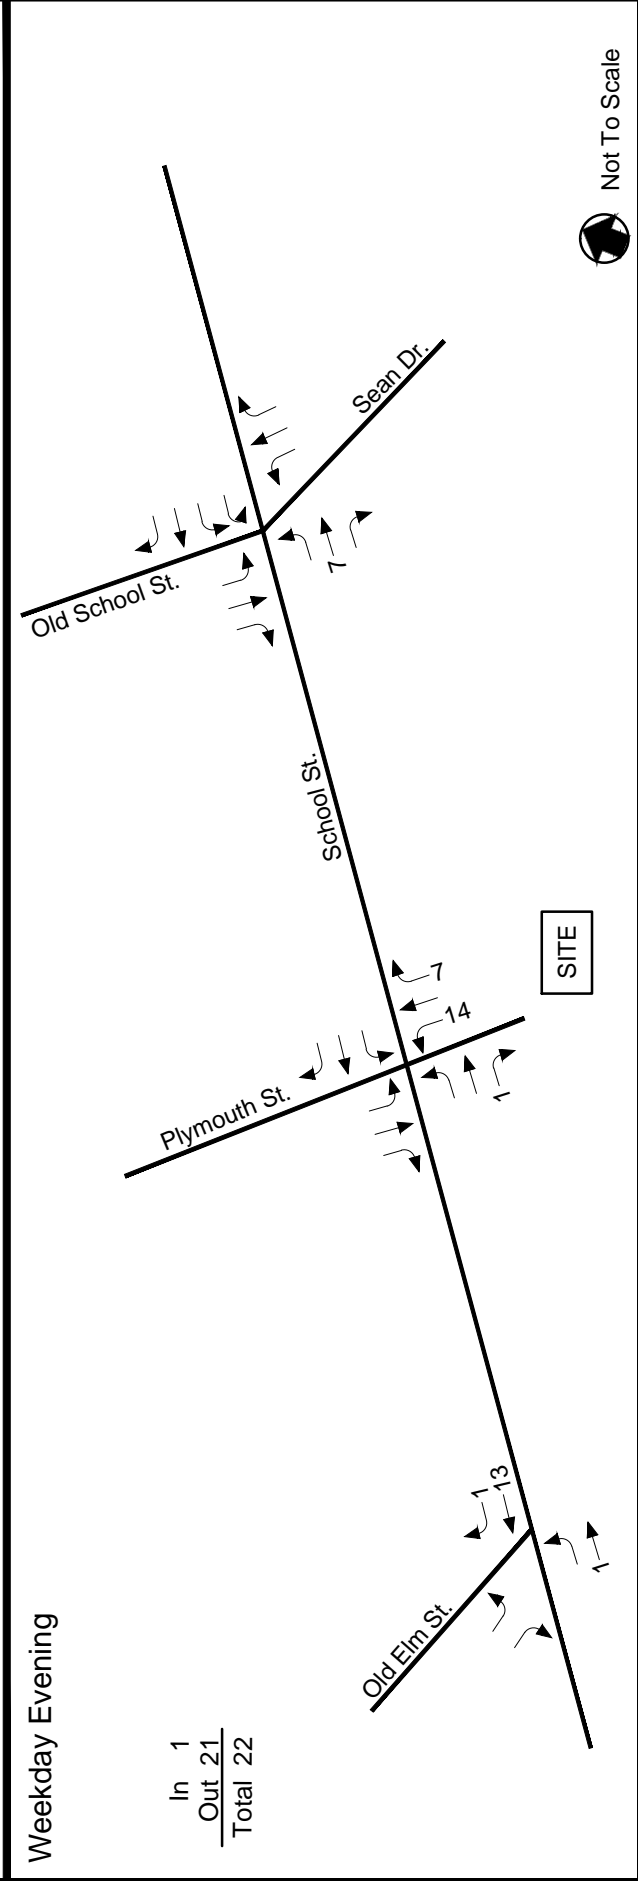 Weekday Evening
In 1
Out 21
Total 22
Old Elm St.
1
13
1
Plymouth St.
7
14
1
SITE
School St.
Old School St.
7
Sean Dr.
Not To Scale